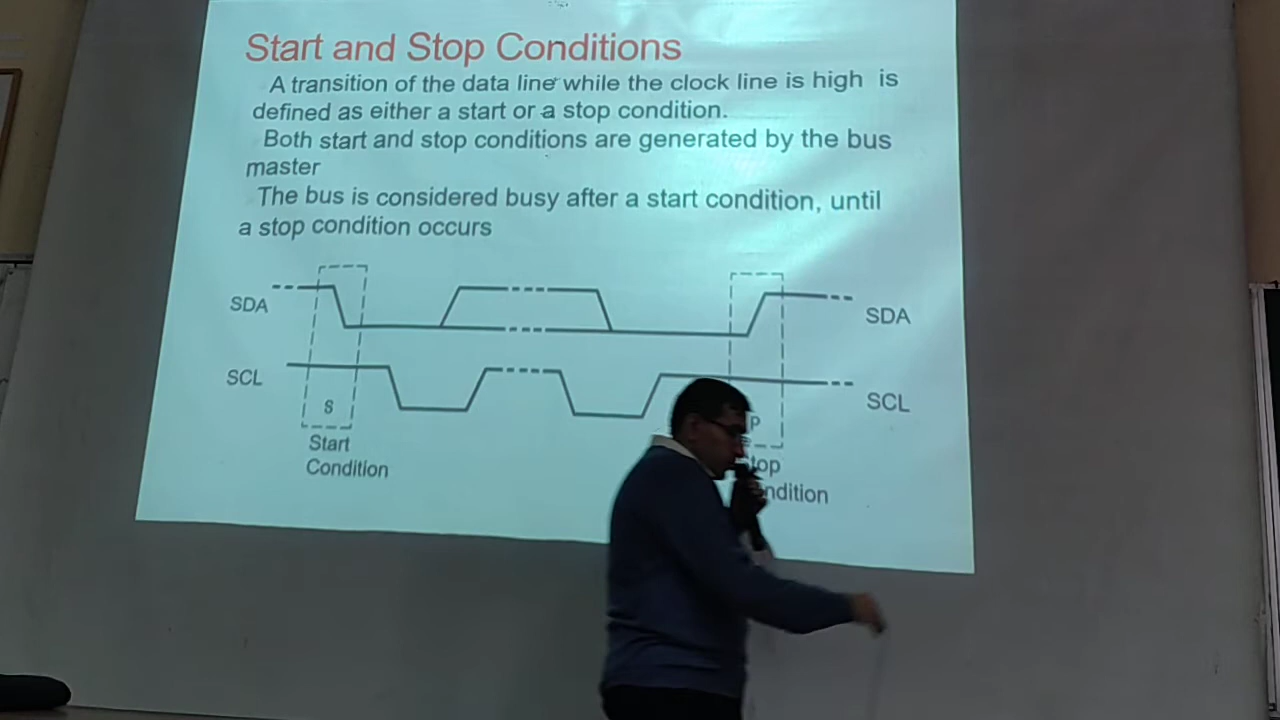 Start and Stop Conditions
A transition of the data line while the clock line is high is
defined as either a start or a stop condition.
Both start and stop conditions are generated by the bus
master
The bus is considered busy after a start condition, until
a stop condition occurs
SDA
SDA
SCL
SCL
S
P
Start
Condition
top
ndition